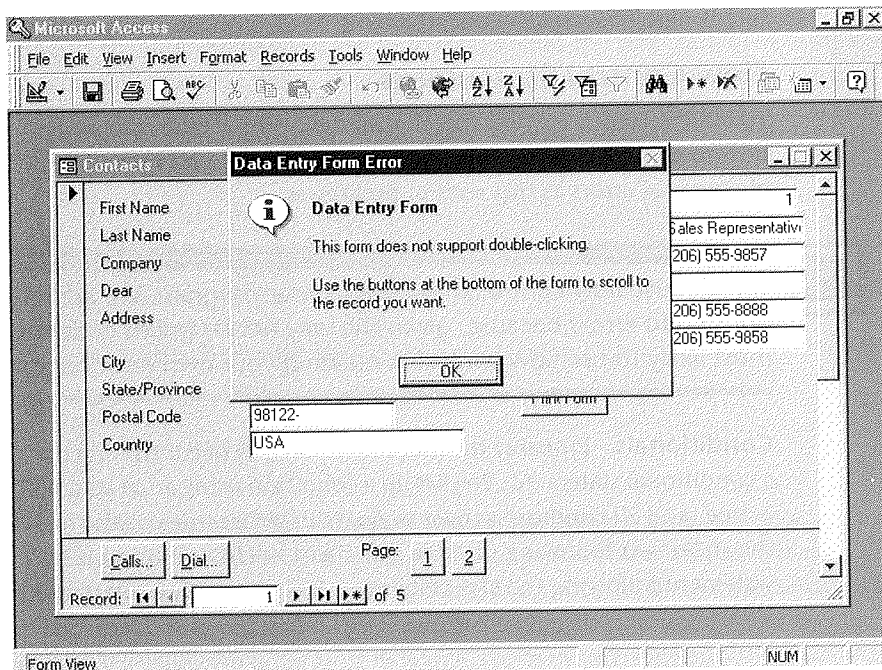 Microsoft Access
File Edit View Insert Format Records Tools Window Help
Contacts
Data Entry Form Error
Data Entry Form
This form does not support double-clicking.
Use the buttons at the bottom of the form to scroll to
the record you want.
OK
First Name
1
Last Name
Sales Representativ
Company
206) 555-9857
Dear
Address
206) 555-8888
206) 555-9858
City
State/Province
Print Form
Postal Code 98122-
Country USA
Calls... Dial... Page: 1 2
Record: 1 of 5
Form View NUM